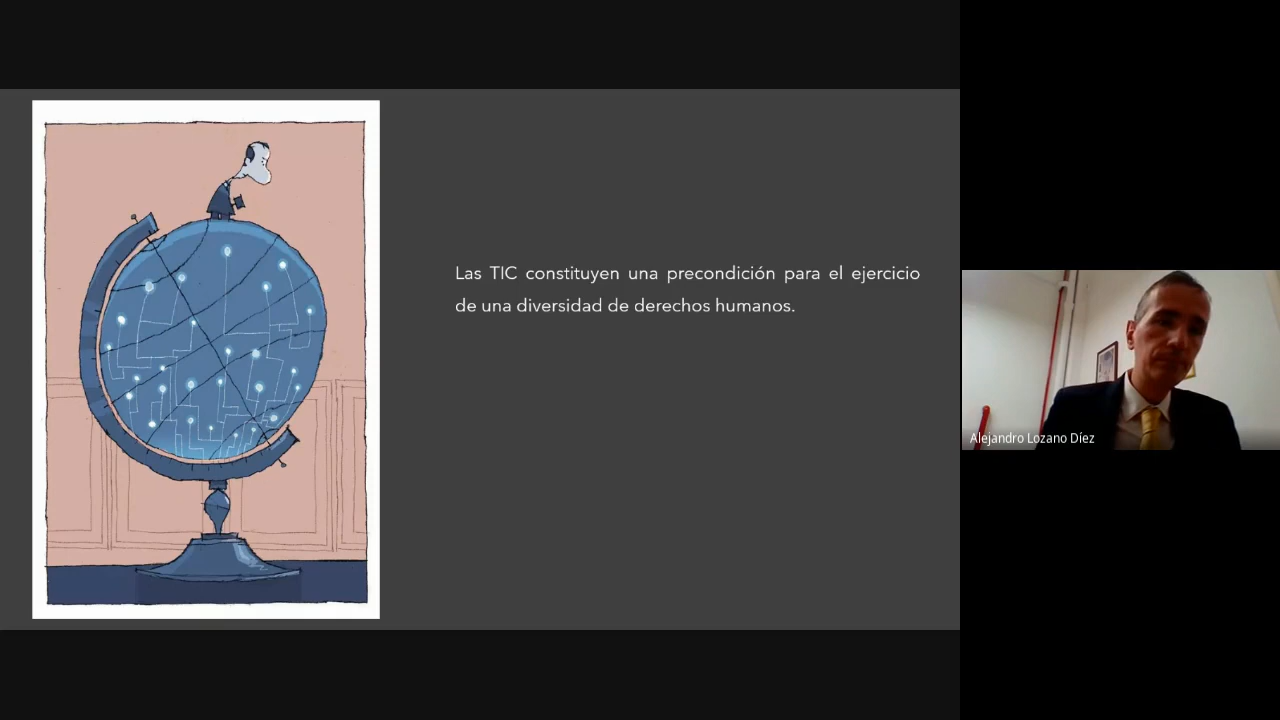 Las TIC constituyen una precondición para el ejercicio
de una diversidad de derechos humanos.
Alejandro Lozano Díez